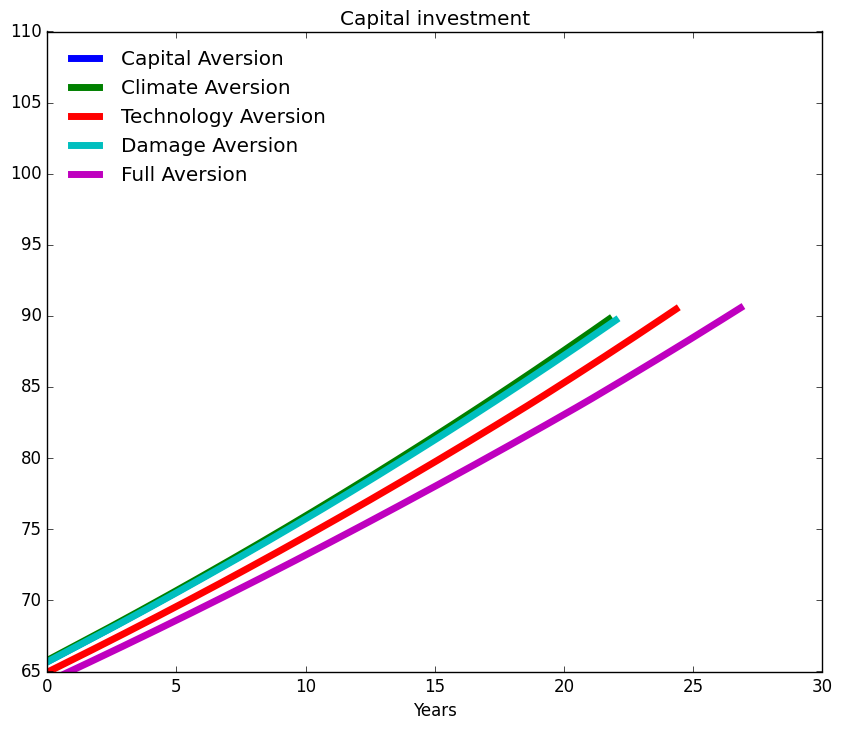 Capital investment
110
105
100
95
90
85
80
75
70
65
Capital Aversion
Climate Aversion
Technology Aversion
Damage Aversion
Full Aversion
0 5 10 15 20 25 30
Years